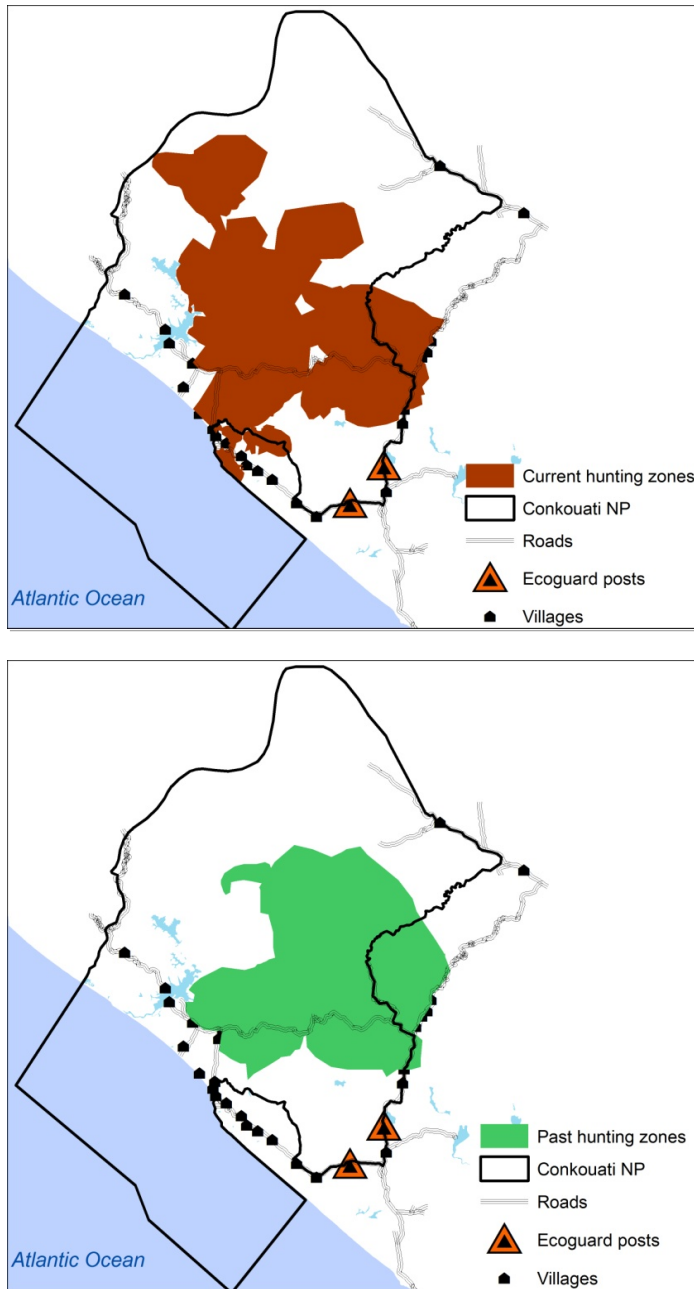 Current hunting zones
Conkouati NP
Roads
Ecoguard posts
Atlantic Ocean
Villages
Past hunting zones
Conkouati NP
Roads
Ecoguard posts
Atlantic Ocean
Villages